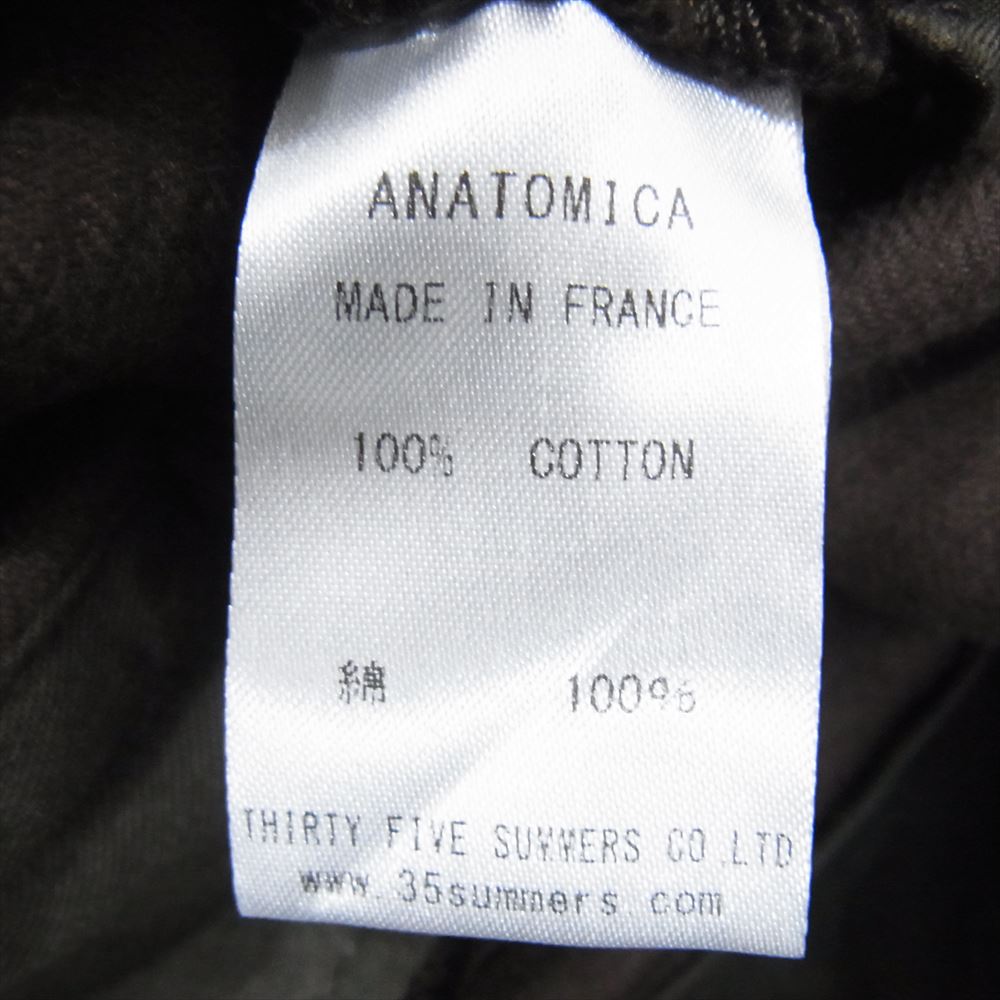 ANATOMICA
MADE IN FRANCE
100% COTTON
綿 100%
THIRTY FIVE SUMMERS CO.LTD
www.35summers.com